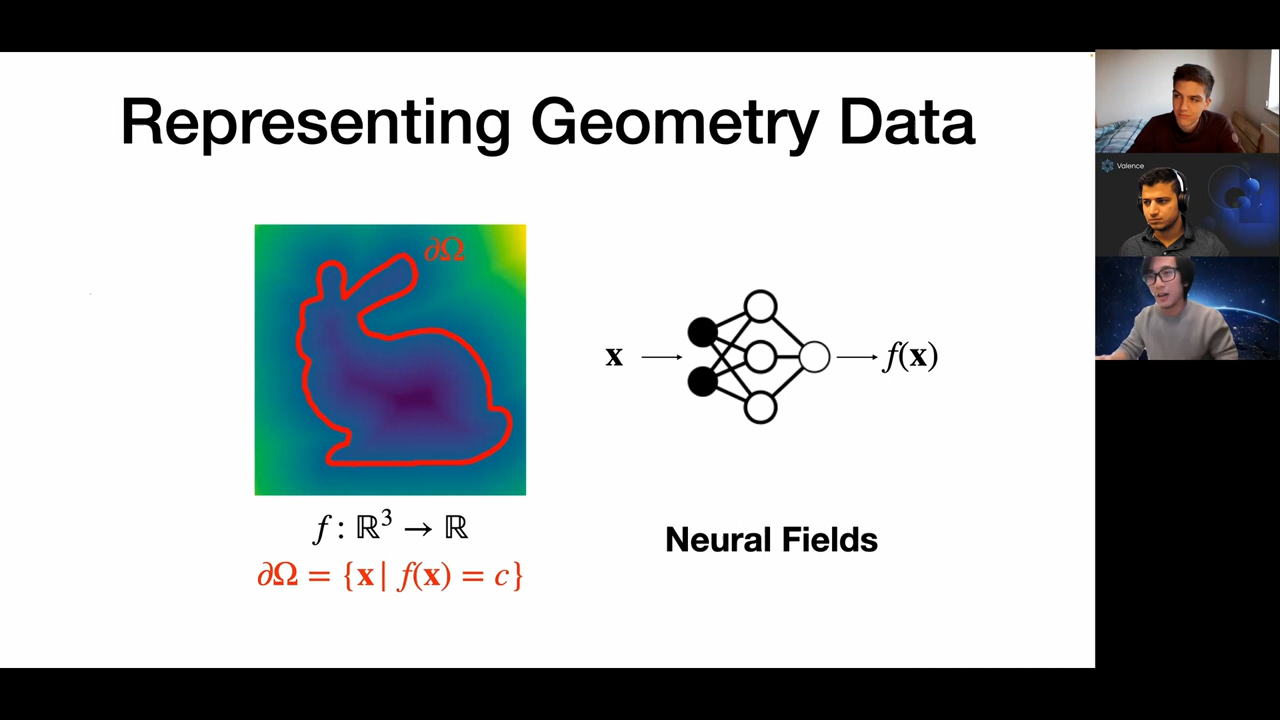 Representing Geometry Data
Valence
∂Ω
x → f(x)
f : ℝ³ → ℝ
Neural Fields
∂Ω = {x | f(x) = c}